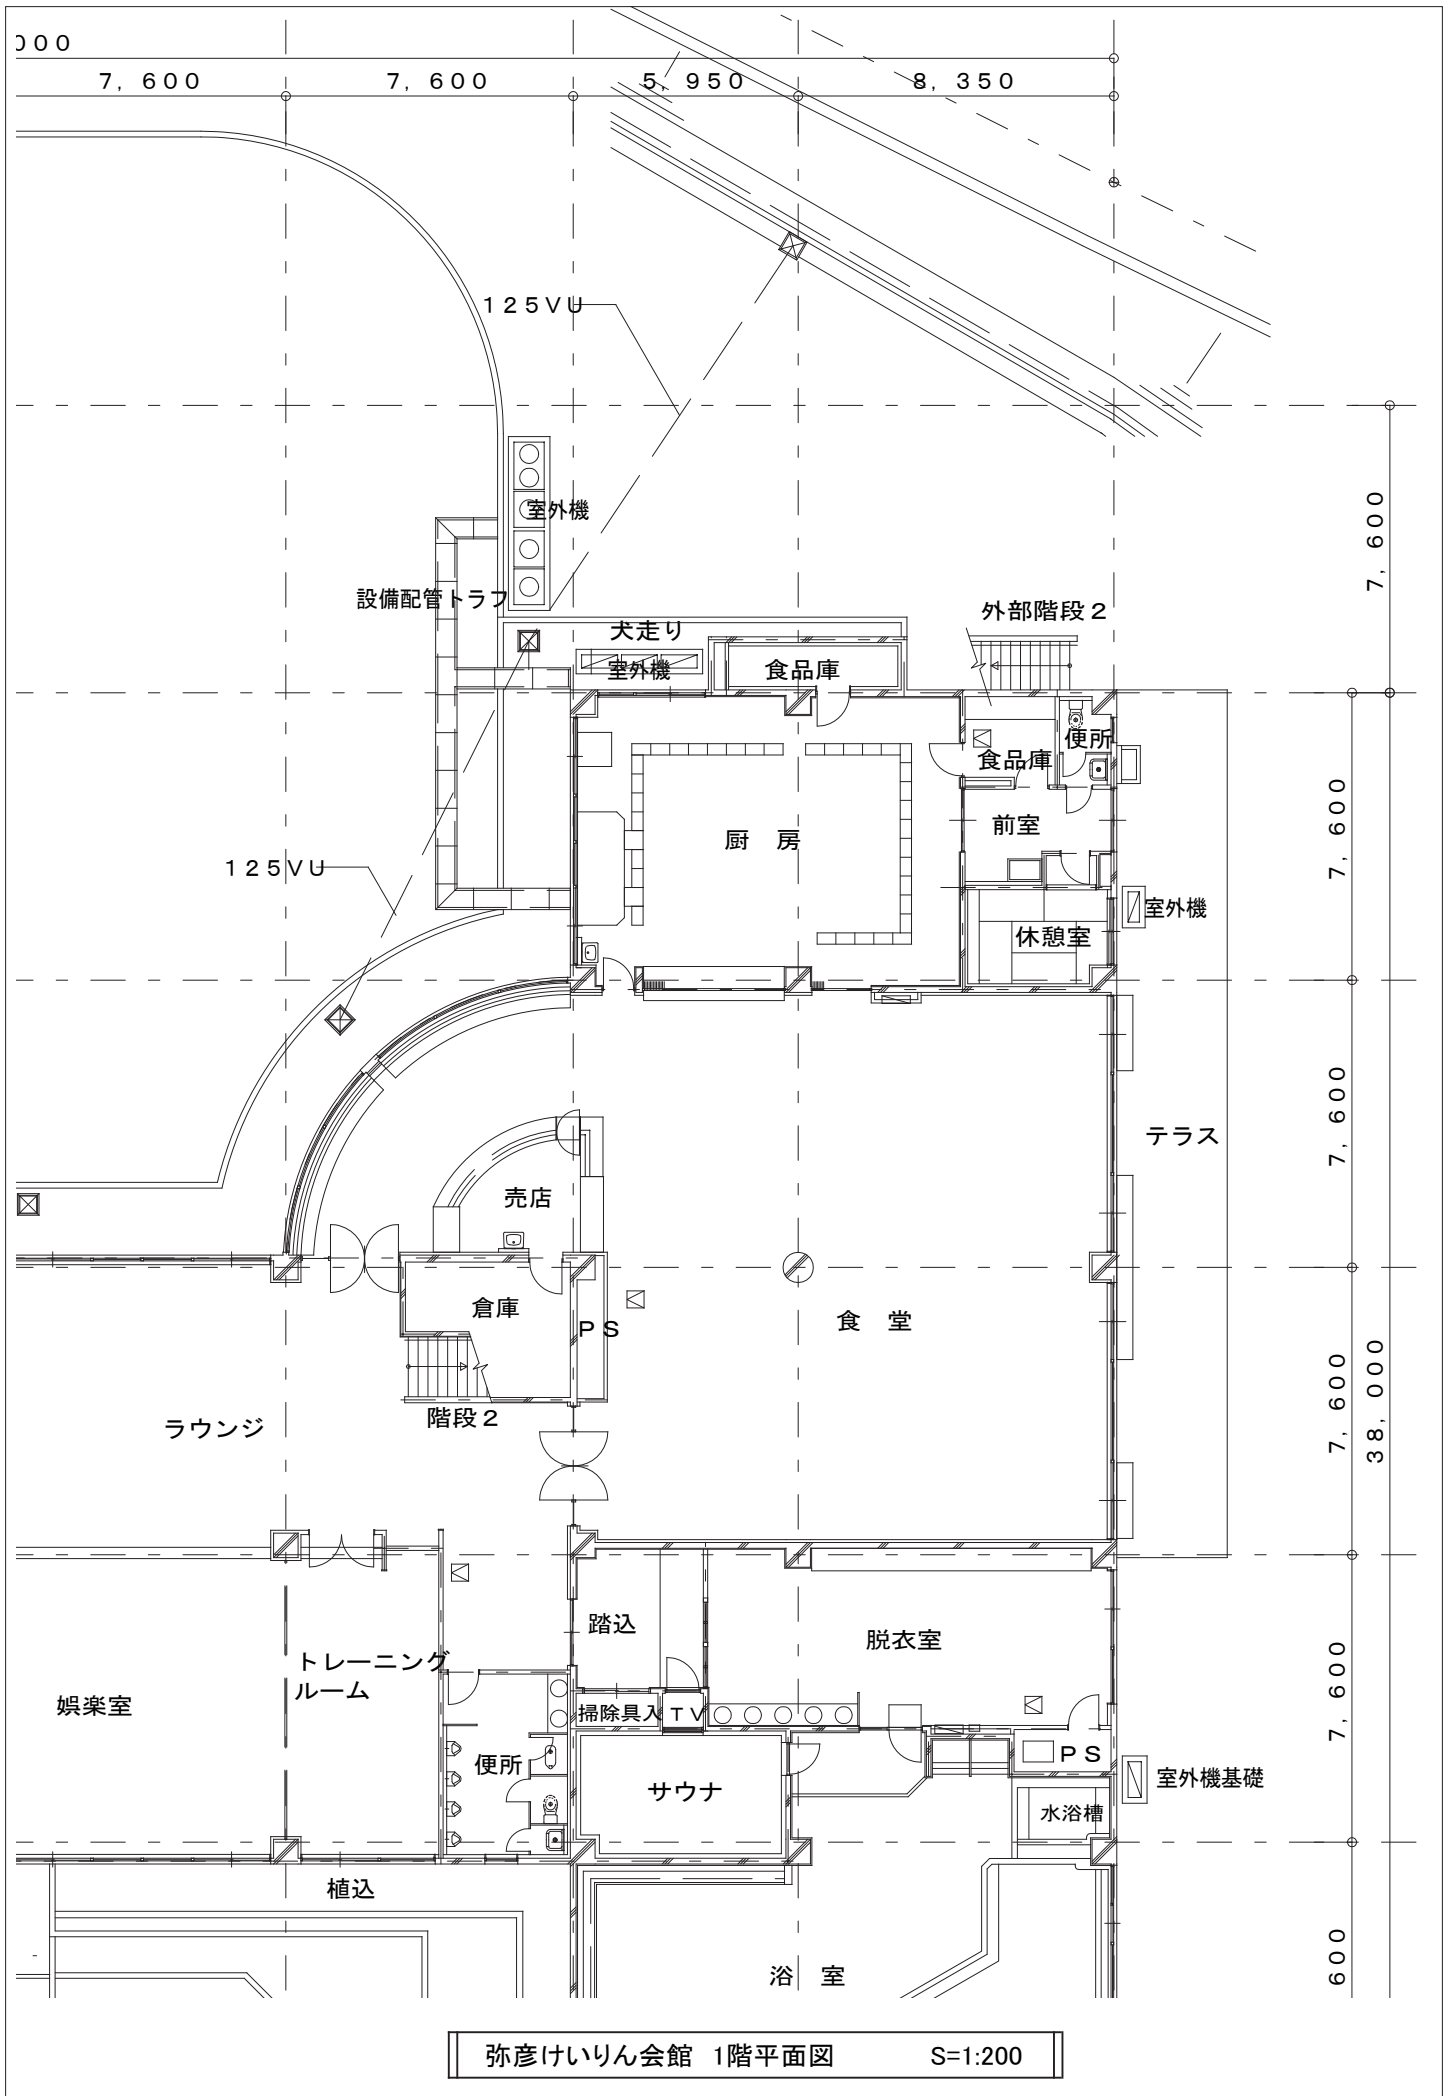 000
7,600
7,600
5,950
8,350
125VU
室外機
7,600
設備配管トラフ
犬走り
外部階段2
室外機
食品庫
食品庫
便所
厨 房
前室
7,600
125VU
室外機
休憩室
7,600
テラス
売店
倉庫
PS
食 堂
7,600
38,000
ラウンジ
階段2
踏込
脱衣室
トレーニング
ルーム
娯楽室
7,600
掃除具入
TV
便所
サウナ
PS
室外機基礎
水浴槽
植込
浴 室
600
弥彦けいりん会館 1階平面図 S=1:200